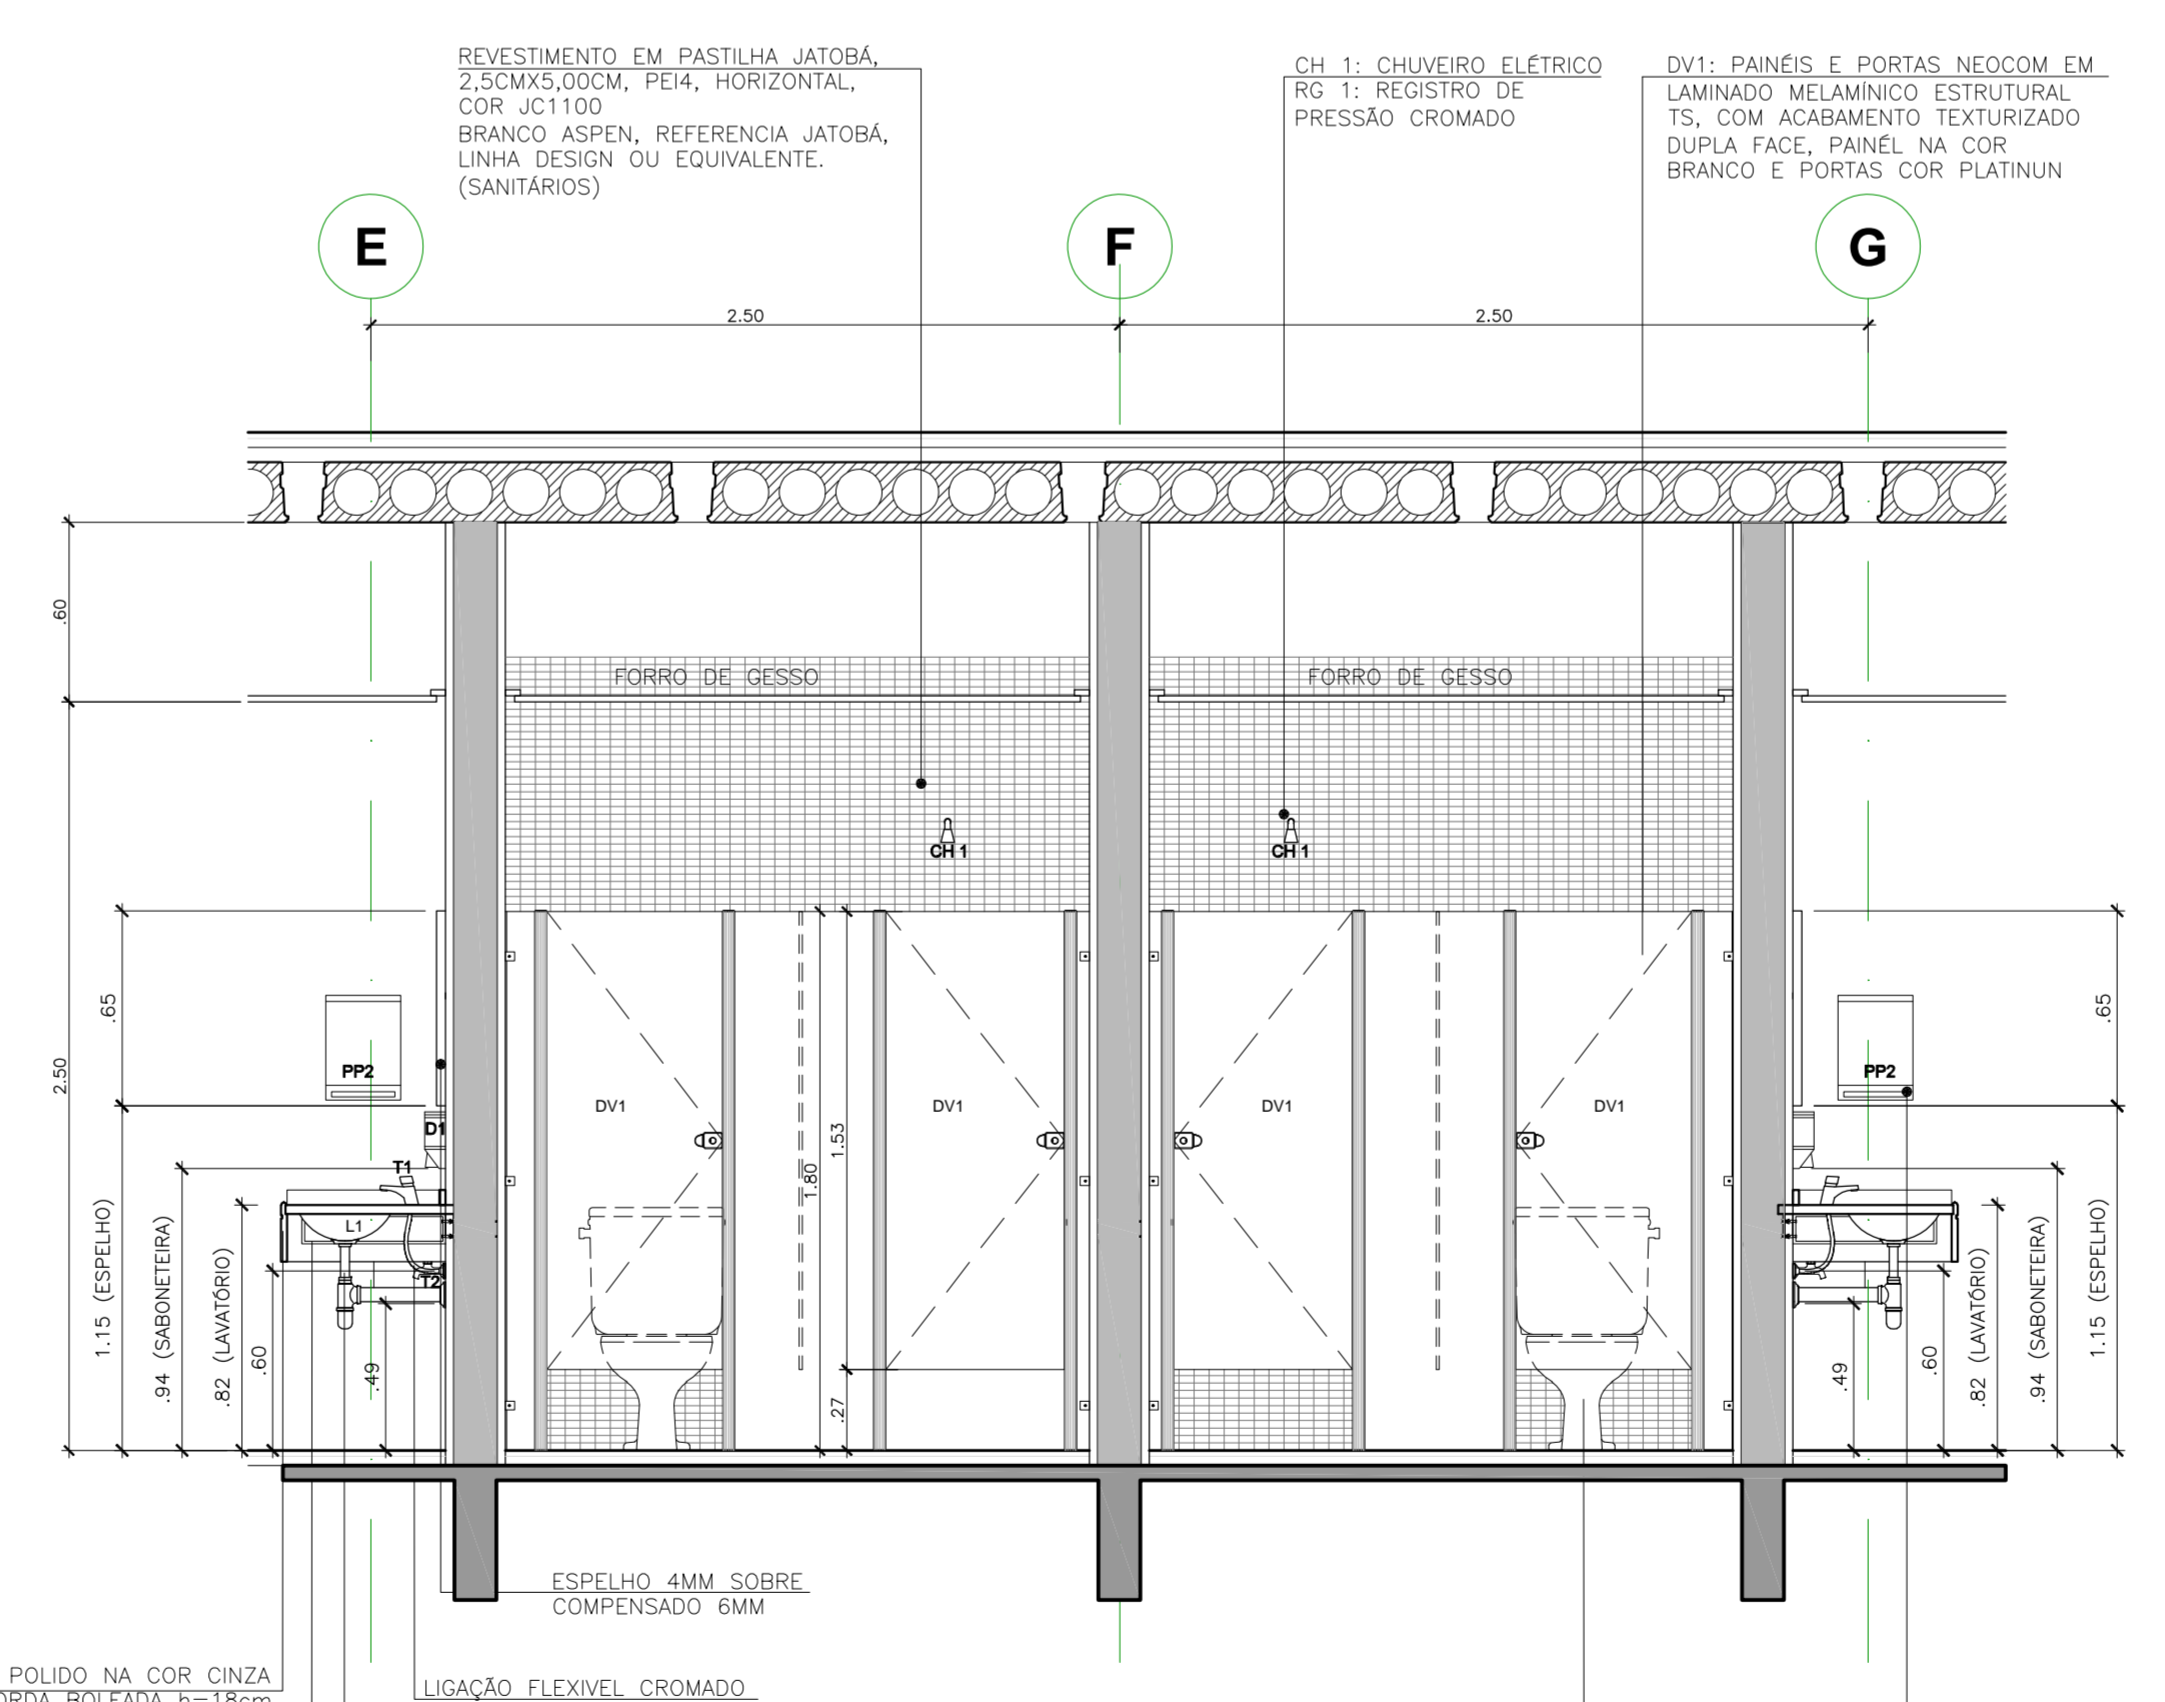 REVESTIMENTO EM PASTILHA JATOBÁ,
2,5CMX5,00CM, PEI4, HORIZONTAL,
COR JC1100
BRANCO ASPEN, REFERENCIA JATOBÁ,
LINHA DESIGN OU EQUIVALENTE.
(SANITÁRIOS)
CH 1: CHUVEIRO ELÉTRICO
RG 1: REGISTRO DE
PRESSÃO CROMADO
DV1: PAINÉIS E PORTAS NEOCOM EM
LAMINADO MELAMÍNICO ESTRUTURAL
TS, COM ACABAMENTO TEXTURIZADO
DUPLA FACE, PAINÉL NA COR
BRANCO E PORTAS COR PLATINUN
E
F
G
2.50
2.50
.60
FORRO DE GESSO
FORRO DE GESSO
CH 1
CH 1
2.50
.65
.65
PP2
PP2
DV1
DV1
DV1
DV1
D1
T1
L1
T2
1.53
1.80
.27
1.15 (ESPELHO)
.94 (SABONETEIRA)
.82 (LAVATÓRIO)
.60
.49
.49
.60
.82 (LAVATÓRIO)
.94 (SABONETEIRA)
1.15 (ESPELHO)
ESPELHO 4MM SOBRE
COMPENSADO 6MM
POLIDO NA COR CINZA
BOLEADA h=18cm
LIGAÇÃO FLEXIVEL CROMADO